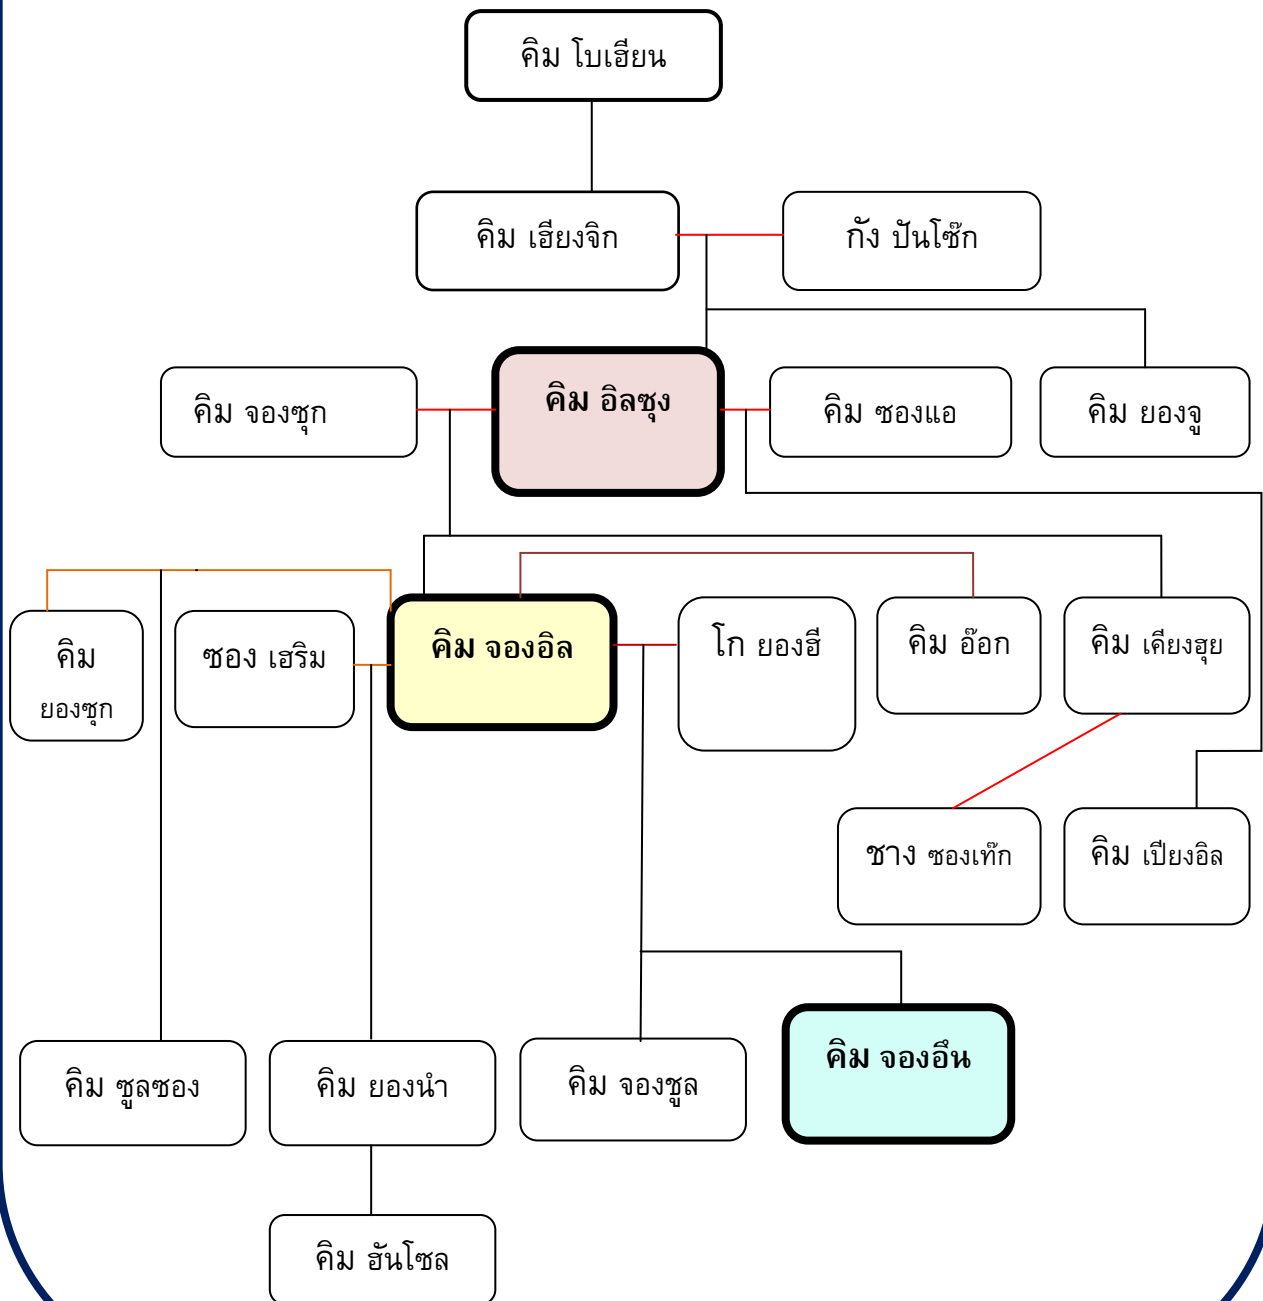 คิม โบเฮียน
คิม เฮียงจิก
กัง ปันโซ๊ก
คิม จองซุก
คิม อิลซุง
คิม ซองแอ
คิม ยองจู
คิม
ยองซุก
ซอง เฮริม
คิม จองอิล
โก ยองฮี
คิม อ๊อก
คิม เคียงฮุย
ชาง ซองเท๊ก
คิม เปียงอิล
คิม ซูลซอง
คิม ยองนำ
คิม จองชูล
คิม จองอึน
คิม ฮันโซล